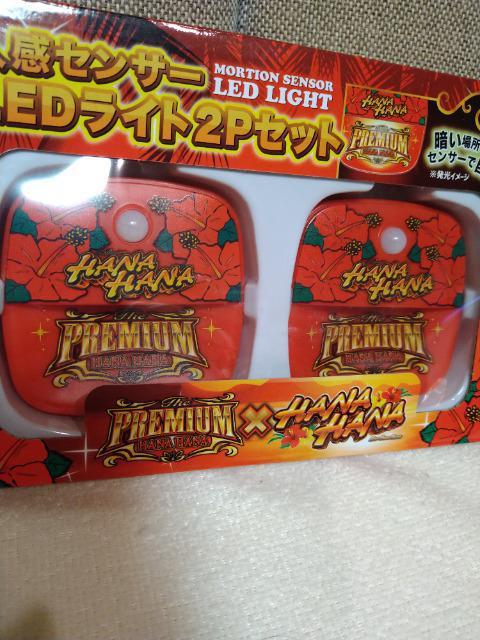 人感センサー
LEDライト2Pセット
MORTION SENSOR
LED LIGHT
HANA
HANA
PREMIUM
暗い場所
センサーで
※発光イメージ
HANA
HANA
The
PREMIUM
HANA HANA
HANA
HANA
The
PREMIUM
HANA HANA
The
PREMIUM
HANA HANA
×
HANA
HANA